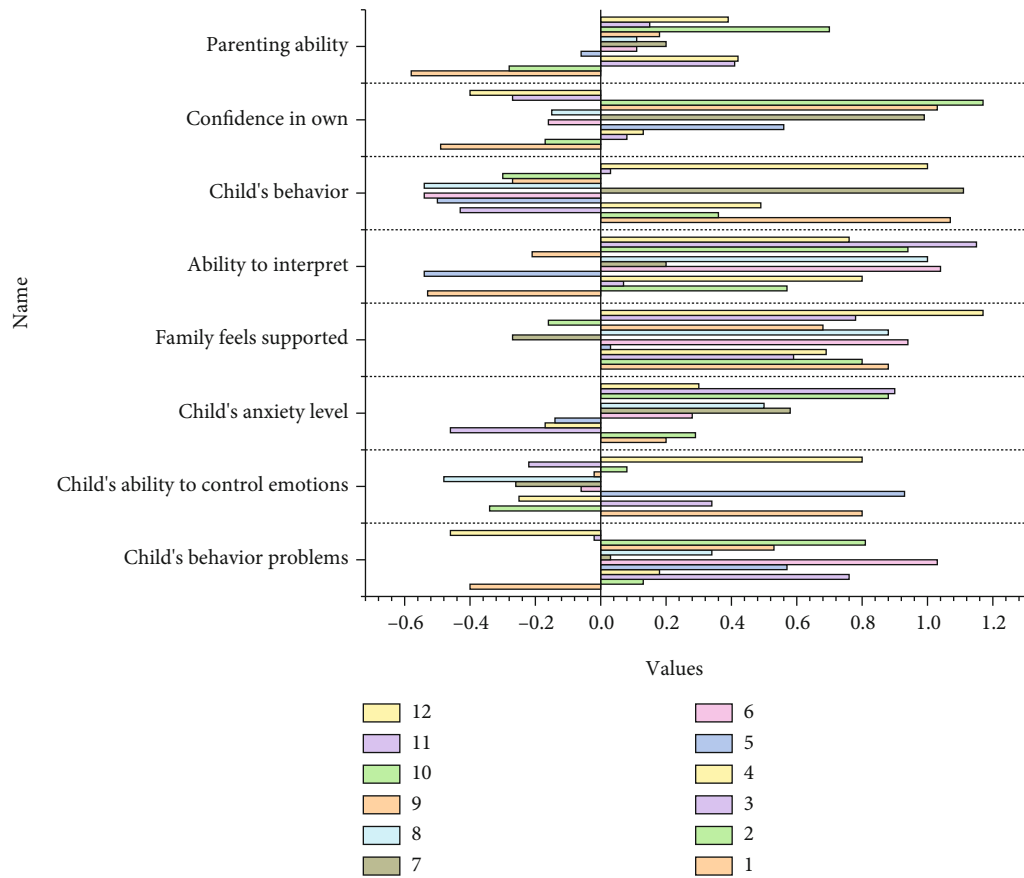 Parenting ability
Confidence in own
Child's behavior
Ability to interpret
Family feels supported
Child's anxiety level
Child's ability to control emotions
Child's behavior problems
Name
–0.6 –0.4 –0.2 0.0 0.2 0.4 0.6 0.8 1.0 1.2
Values
12
11
10
9
8
7
6
5
4
3
2
1